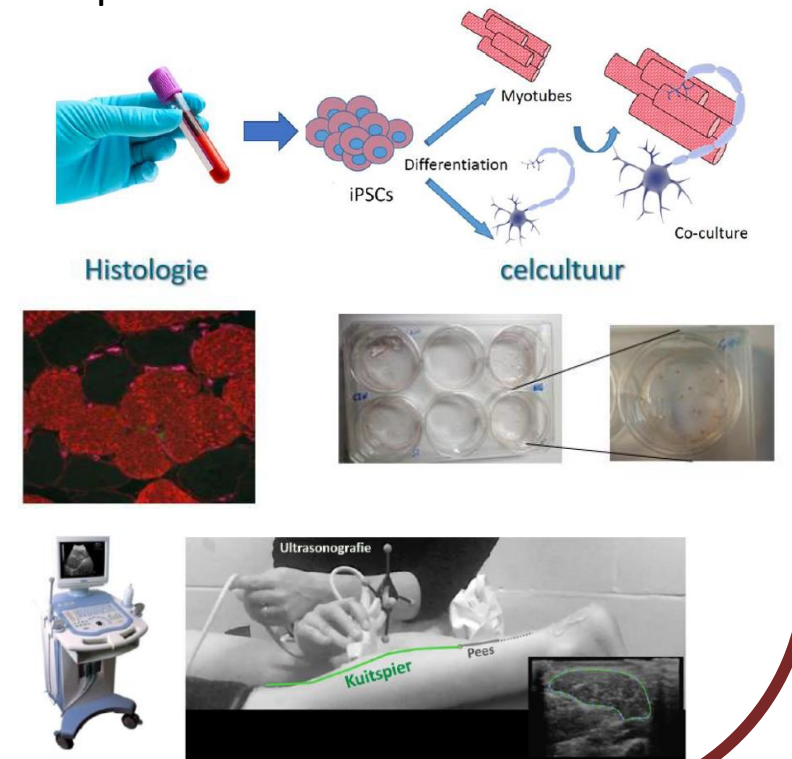 Myotubes
Differentiation
iPSCs
Co-culture
Histologie
celcultuur
Ultrasonografie
Kuitspier
Pees